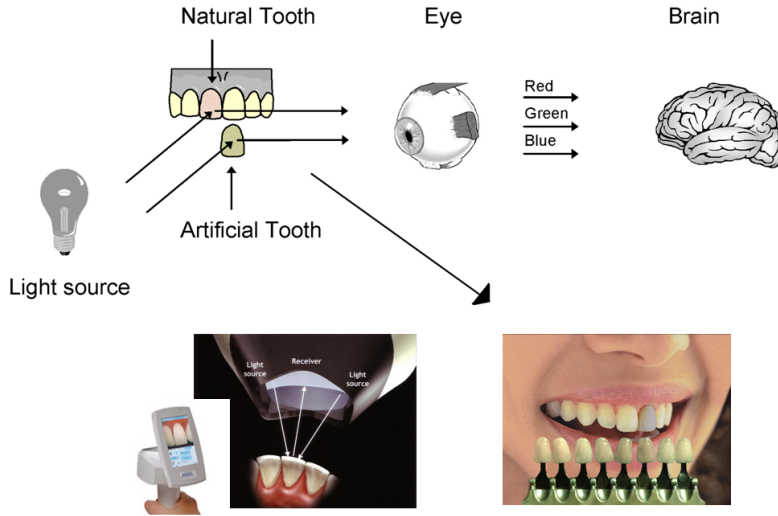 Natural Tooth
Eye
Brain
Red
Green
Blue
Artificial Tooth
Light source
Receiver
Light
source
Light
source